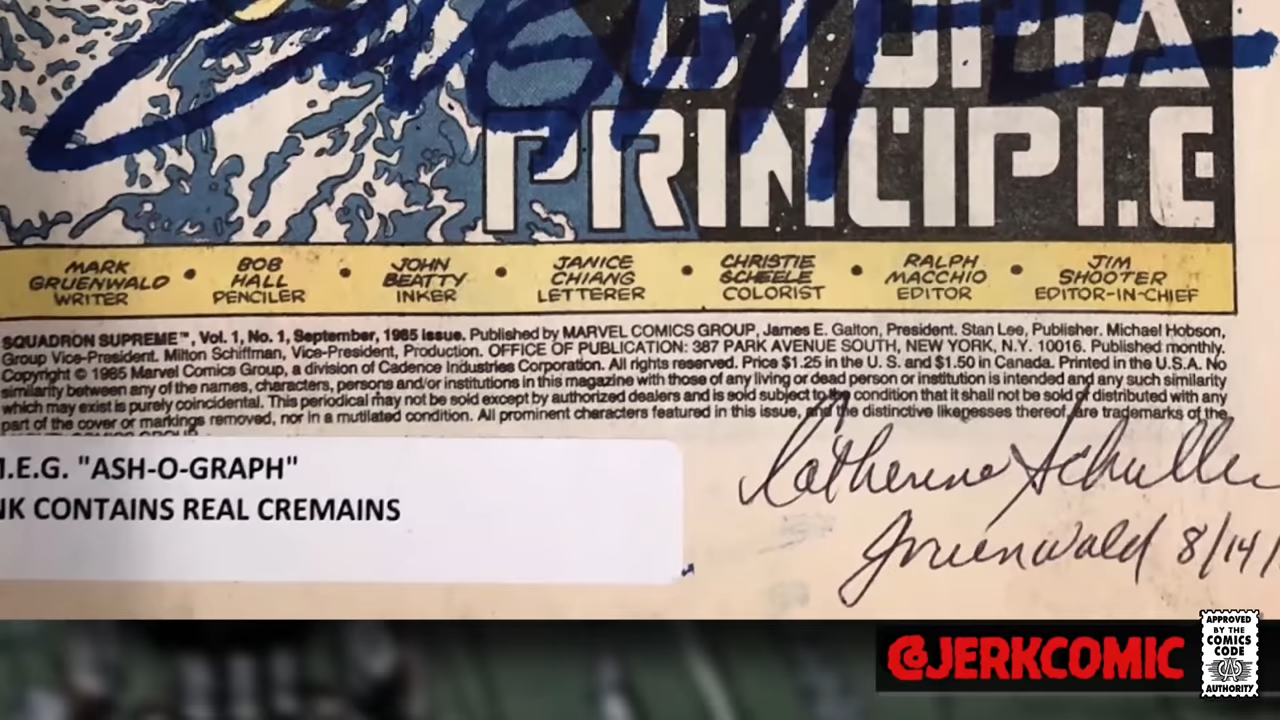 UTOPIA
PRINCIPLE
MARK GRUENWALD WRITER • BOB HALL PENCILER • JOHN BEATTY INKER • JANICE CHIANG LETTERER • CHRISTIE SCHEELE COLORIST • RALPH MACCHIO EDITOR • JIM SHOOTER EDITOR-IN-CHIEF
SQUADRON SUPREME™, Vol. 1, No. 1, September, 1985 issue. Published by MARVEL COMICS GROUP, James E. Galton, President. Stan Lee, Publisher. Michael Hobson,
Group Vice-President. Milton Schiffman, Vice-President, Production. OFFICE OF PUBLICATION: 387 PARK AVENUE SOUTH, NEW YORK, N.Y. 10016. Published monthly.
Copyright © 1985 Marvel Comics Group, a division of Cadence Industries Corporation. All rights reserved. Price $1.25 in the U. S. and $1.50 in Canada. Printed in the U.S.A. No
similarity between any of the names, characters, persons and/or institutions in this magazine with those of any living or dead person or institution is intended and any such similarity
which may exist is purely coincidental. This periodical may not be sold except by authorized dealers and is sold subject to the condition that it shall not be sold or distributed with any
part of the cover or markings removed, nor in a mutilated condition. All prominent characters featured in this issue, and the distinctive likenesses thereof, are trademarks of the
MARVEL COMICS GROUP.
M.E.G. "ASH-O-GRAPH"
NK CONTAINS REAL CREMAINS
Katherine Schuller
Gruenwald 8/14/
@JERKCOMIC
APPROVED
BY THE
COMICS
CODE
CA
AUTHORITY